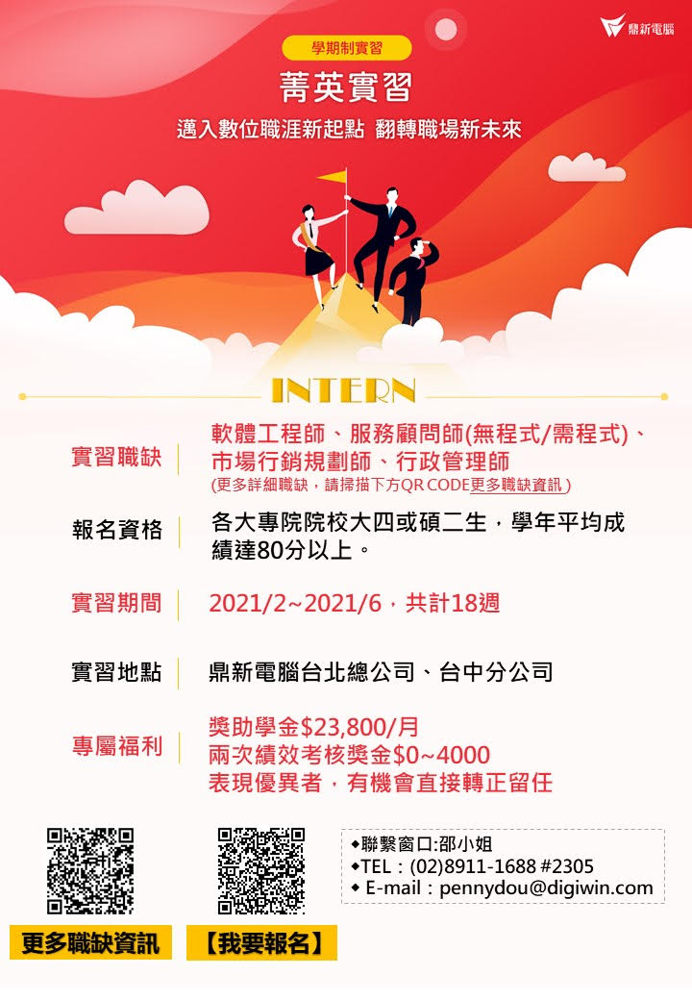 鼎新電腦
學期制實習
菁英實習
邁入數位職涯新起點 翻轉職場新未來
INTERN
實習職缺
軟體工程師、服務顧問師(無程式/需程式)、
市場行銷規劃師、行政管理師
(更多詳細職缺，請掃描下方QR CODE更多職缺資訊)
報名資格
各大專院院校大四或碩二生，學年平均成
績達80分以上。
實習期間
2021/2~2021/6，共計18週
實習地點
鼎新電腦台北總公司、台中分公司
專屬福利
獎助學金$23,800/月
兩次績效考核獎金$0~4000
表現優異者，有機會直接轉正留任
◆聯繫窗口:邵小姐
◆TEL：(02)8911-1688 #2305
◆ E-mail：pennydou@digiwin.com
更多職缺資訊
【我要報名】